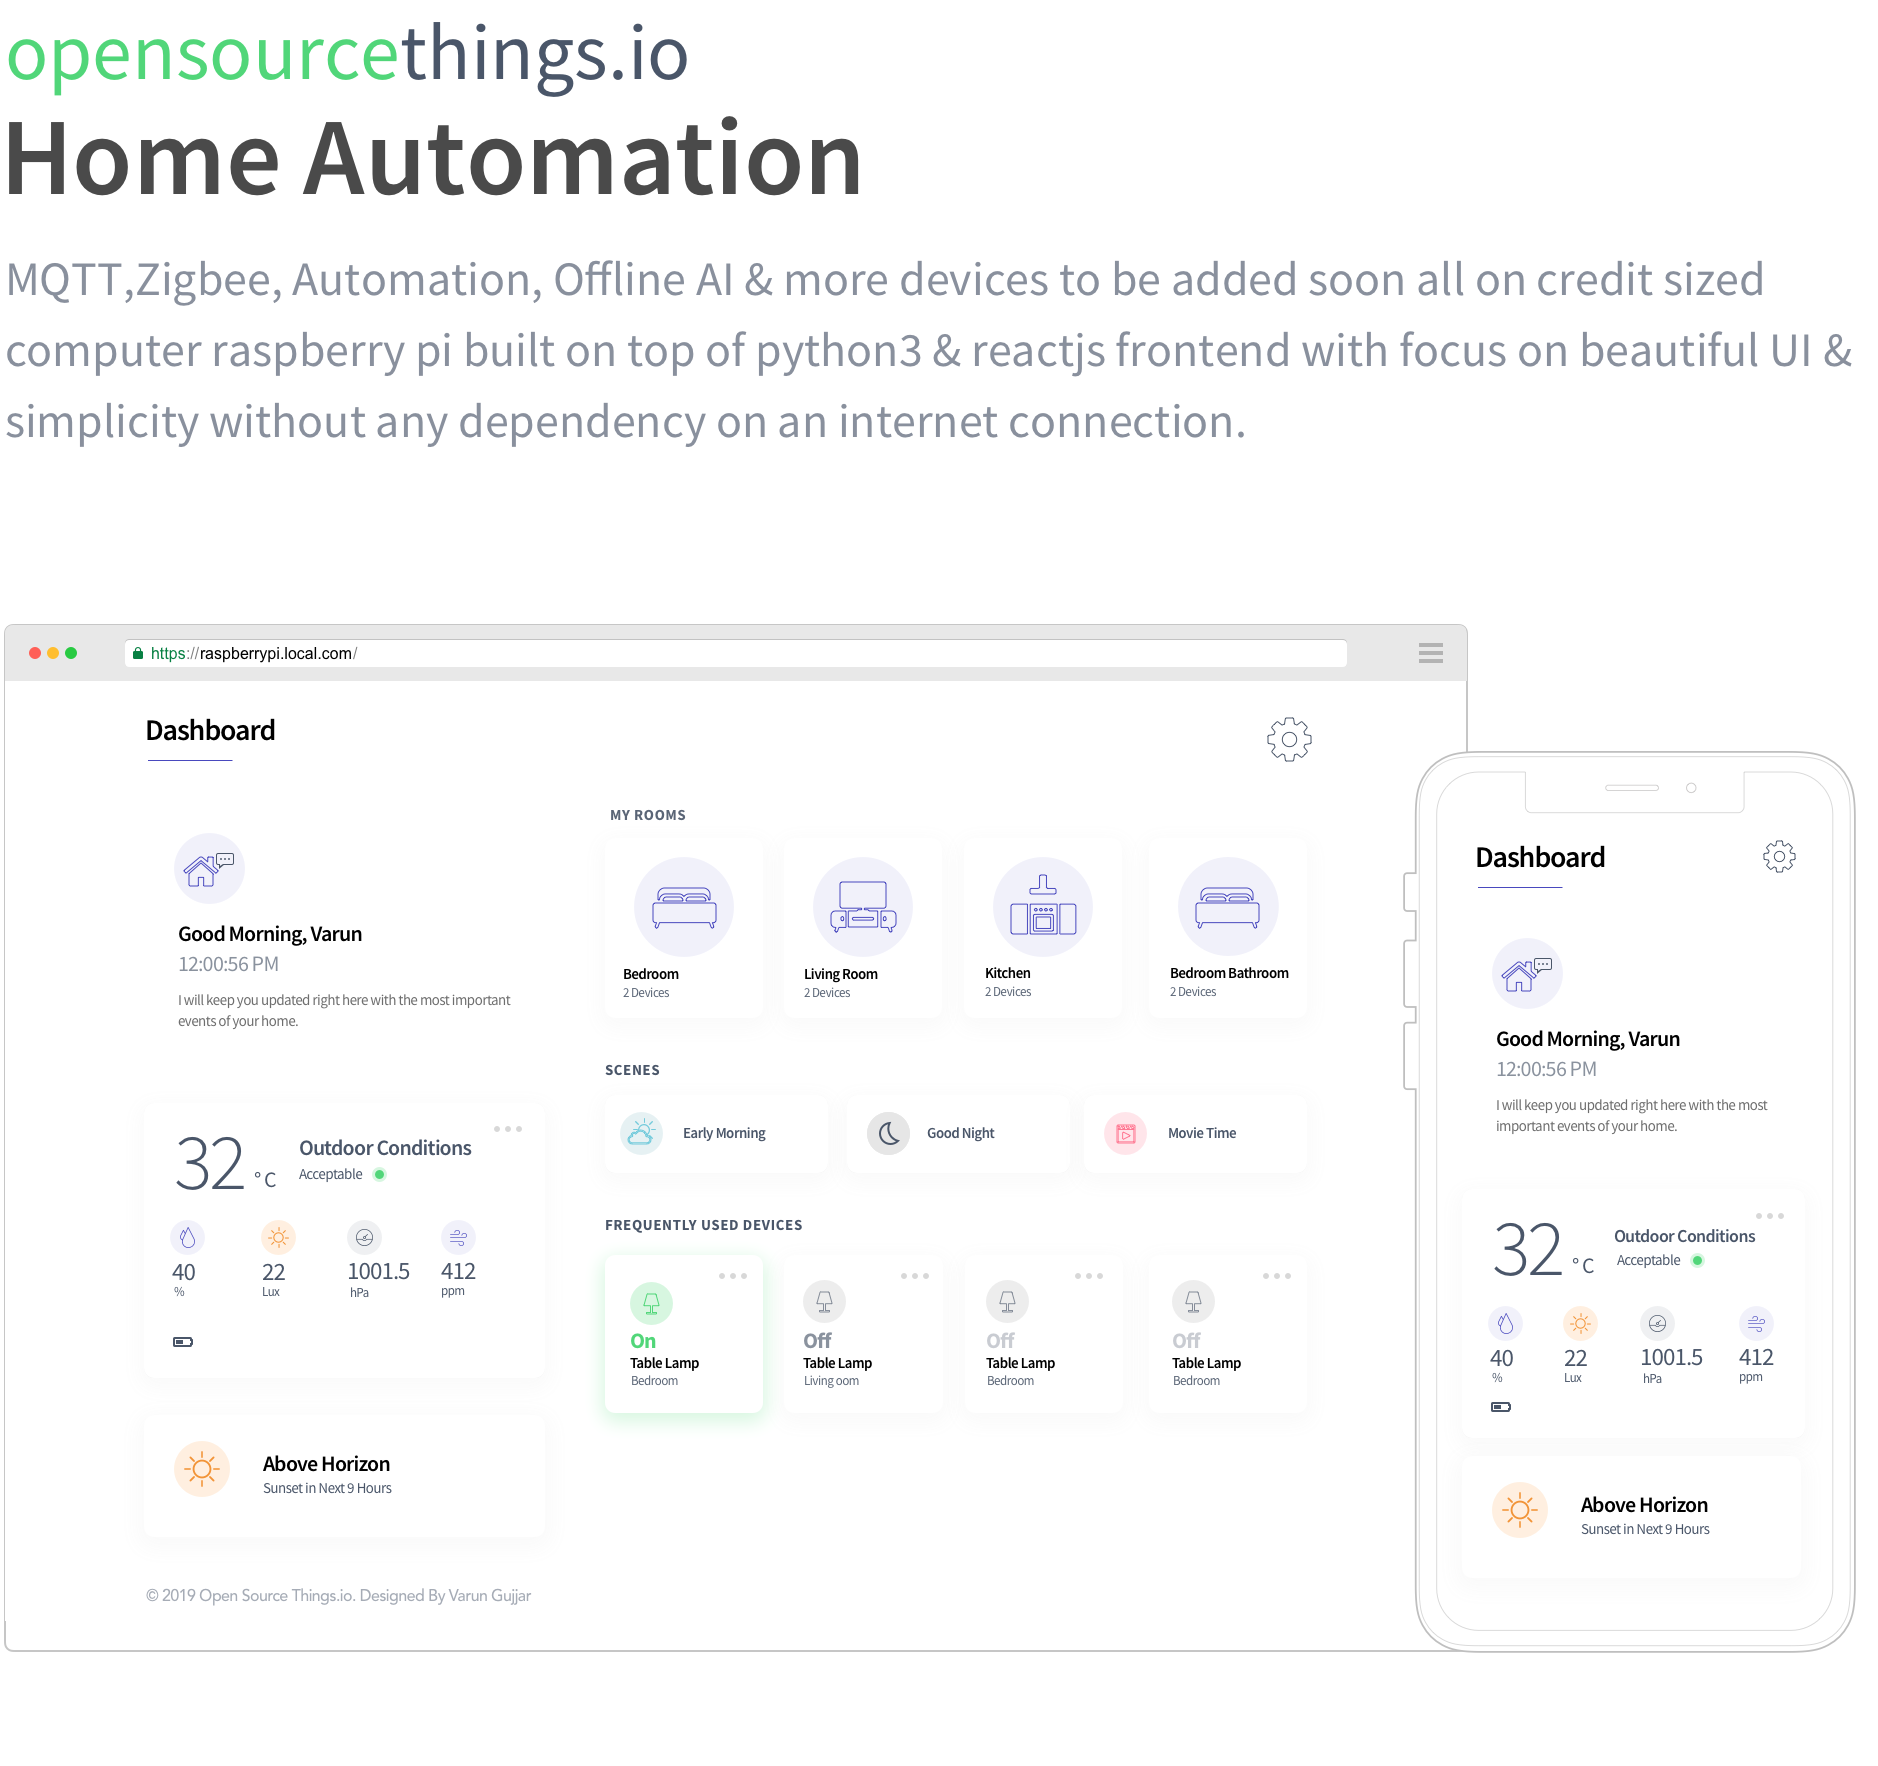 opensourcethings.io
Home Automation
MQTT,Zigbee, Automation, Offline AI & more devices to be added soon all on credit sized
computer raspberry pi built on top of python3 & reactjs frontend with focus on beautiful UI &
simplicity without any dependency on an internet connection.
https://raspberrypi.local.com/
Dashboard
Good Morning, Varun
12:00:56 PM
I will keep you updated right here with the most important
events of your home.
32 ° C
Outdoor Conditions
Acceptable
40 22 1001.5 412
% Lux hPa ppm
Above Horizon
Sunset in Next 9 Hours
© 2019 Open Source Things.io. Designed By Varun Gujjar
MY ROOMS
Bedroom
2 Devices
Living Room
2 Devices
Kitchen
2 Devices
Bedroom Bathroom
2 Devices
SCENES
Early Morning
Good Night
Movie Time
FREQUENTLY USED DEVICES
On
Table Lamp
Bedroom
Off
Table Lamp
Living oom
Off
Table Lamp
Bedroom
Off
Table Lamp
Bedroom
Dashboard
Good Morning, Varun
12:00:56 PM
I will keep you updated right here with the most
important events of your home.
32 ° C
Outdoor Conditions
Acceptable
40 22 1001.5 412
% Lux hPa ppm
Above Horizon
Sunset in Next 9 Hours